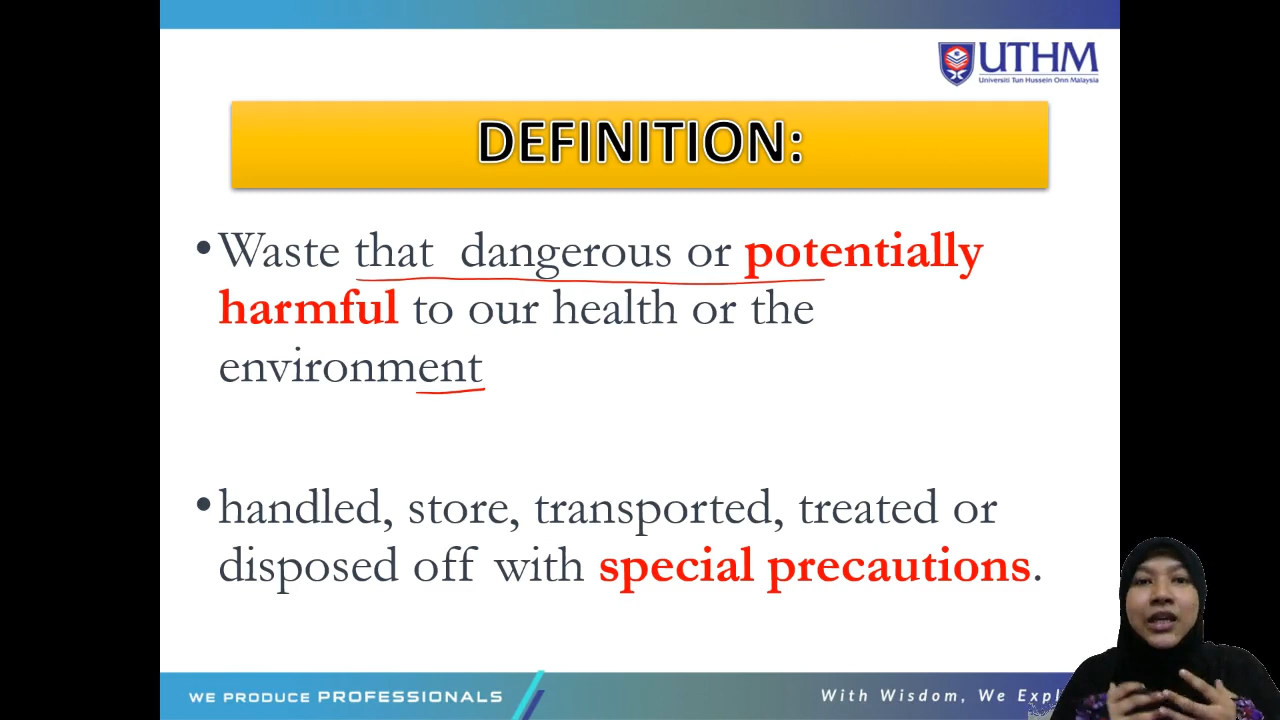 UTHM
Universiti Tun Hussein Onn Malaysia
DEFINITION:
•Waste that dangerous or potentially
harmful to our health or the
environment
•handled, store, transported, treated or
disposed off with special precautions.
WE PRODUCE PROFESSIONALS
With Wisdom, We Expl